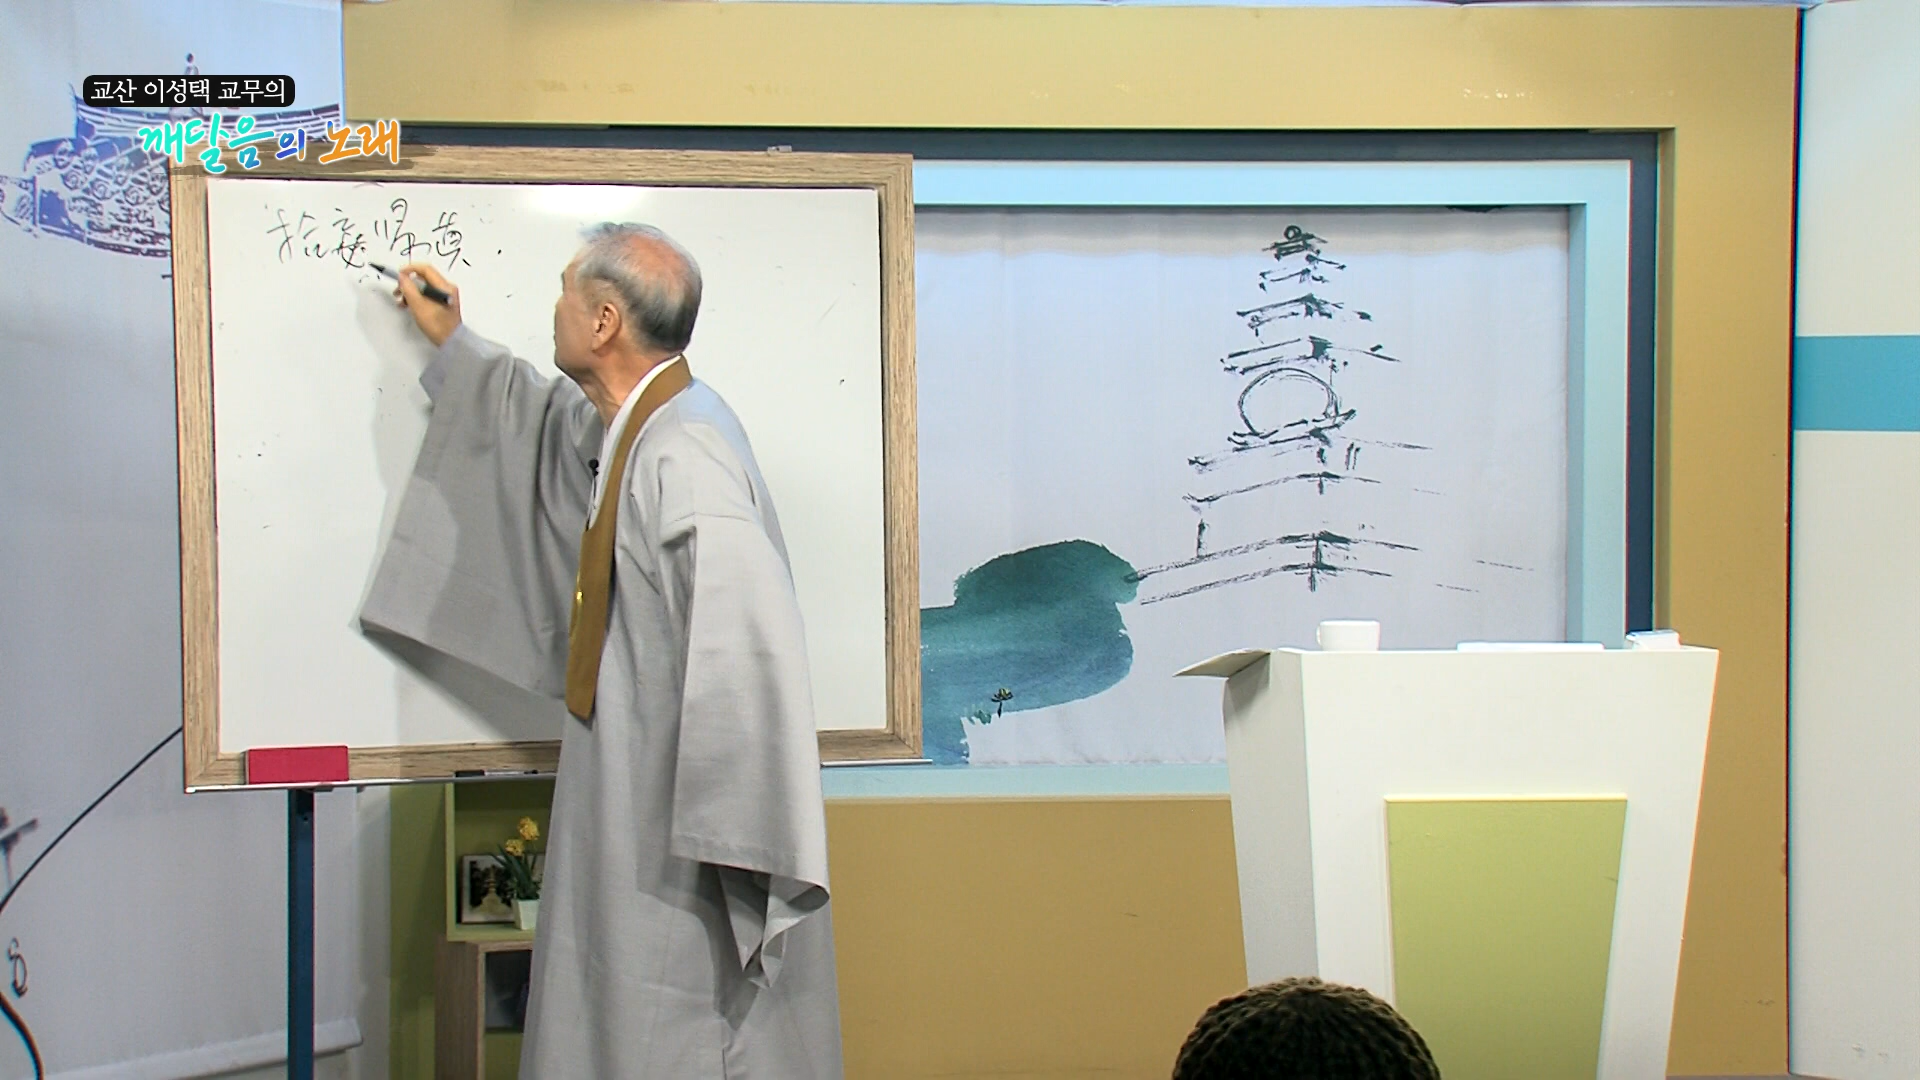 교산 이성택 교무의
깨달음의 노래
捨妄歸眞